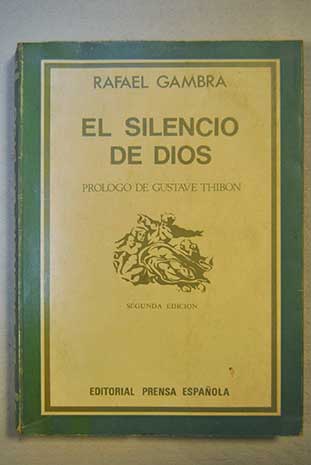 RAFAEL GAMBRA
EL SILENCIO
DE DIOS
PROLOGO DE GUSTAVE THIBON
SEGUNDA EDICION
EDITORIAL PRENSA ESPAÑOLA